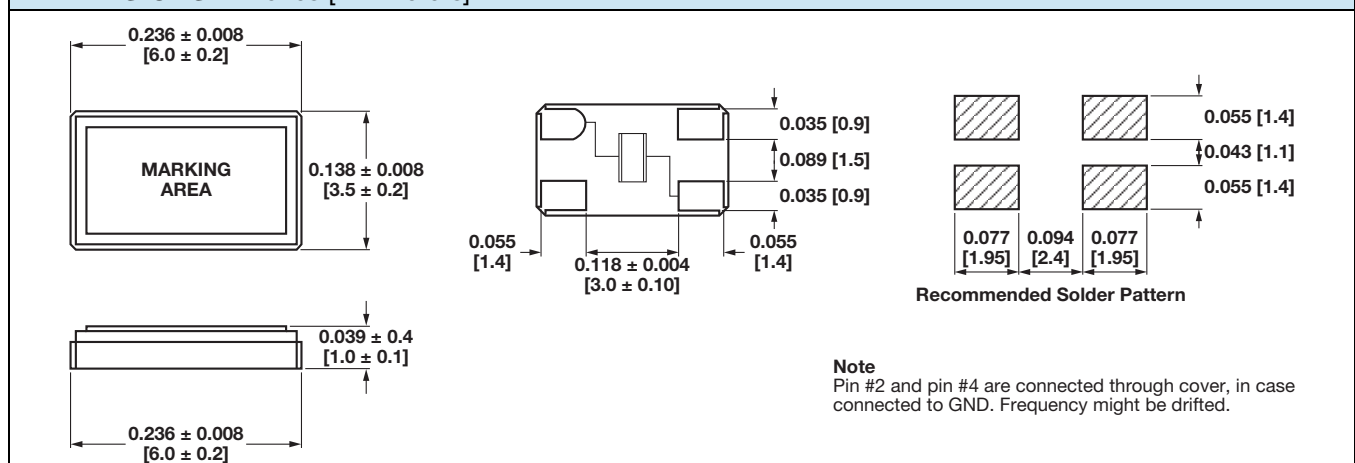 0.236 ± 0.008
[6.0 ± 0.2]
MARKING
AREA
0.138 ± 0.008
[3.5 ± 0.2]
0.039 ± 0.4
[1.0 ± 0.1]
0.236 ± 0.008
[6.0 ± 0.2]
0.035 [0.9]
0.089 [1.5]
0.035 [0.9]
0.055
[1.4]
0.118 ± 0.004
[3.0 ± 0.10]
0.055
[1.4]
0.055 [1.4]
0.043 [1.1]
0.055 [1.4]
0.077
[1.95]
0.094
[2.4]
0.077
[1.95]
Recommended Solder Pattern
Note
Pin #2 and pin #4 are connected through cover, in case
connected to GND. Frequency might be drifted.